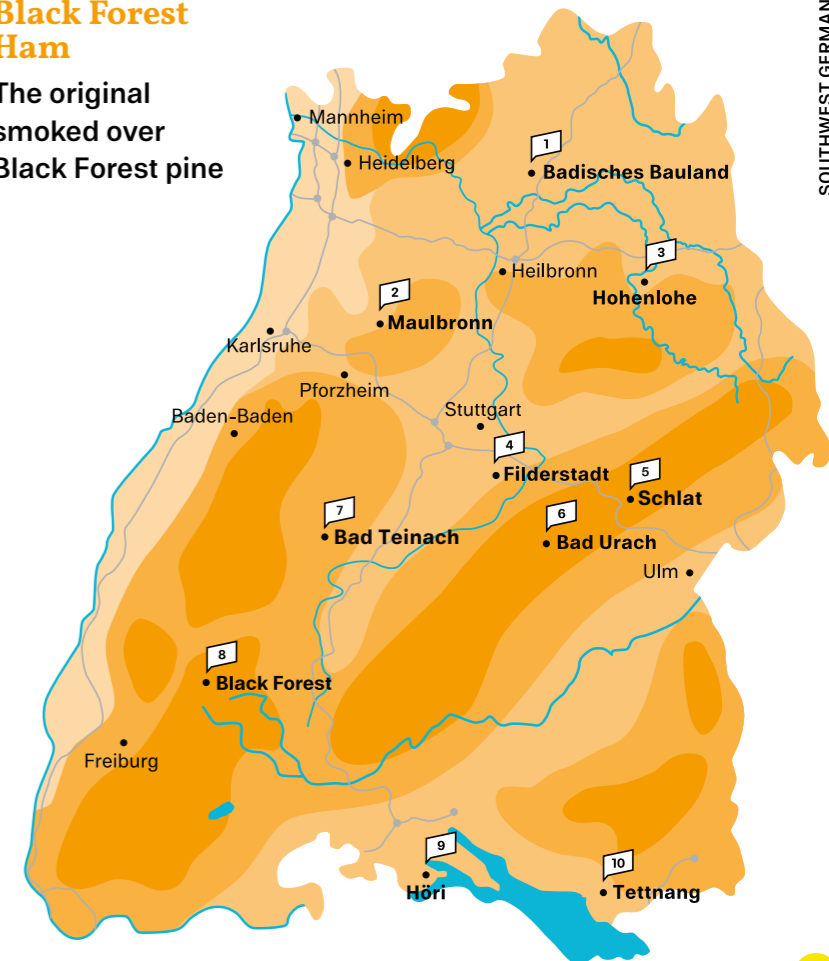 Black Forest
Ham
The original
smoked over
Black Forest pine
SOUTHWEST GERMAN
Mannheim
Heidelberg
1
Badisches Bauland
3
Heilbronn
Hohenlohe
2
Maulbronn
Karlsruhe
Pforzheim
Baden-Baden
Stuttgart
4
Filderstadt
5
Schlat
7
Bad Teinach
6
Bad Urach
Ulm
8
Black Forest
Freiburg
9
Höri
10
Tettnang